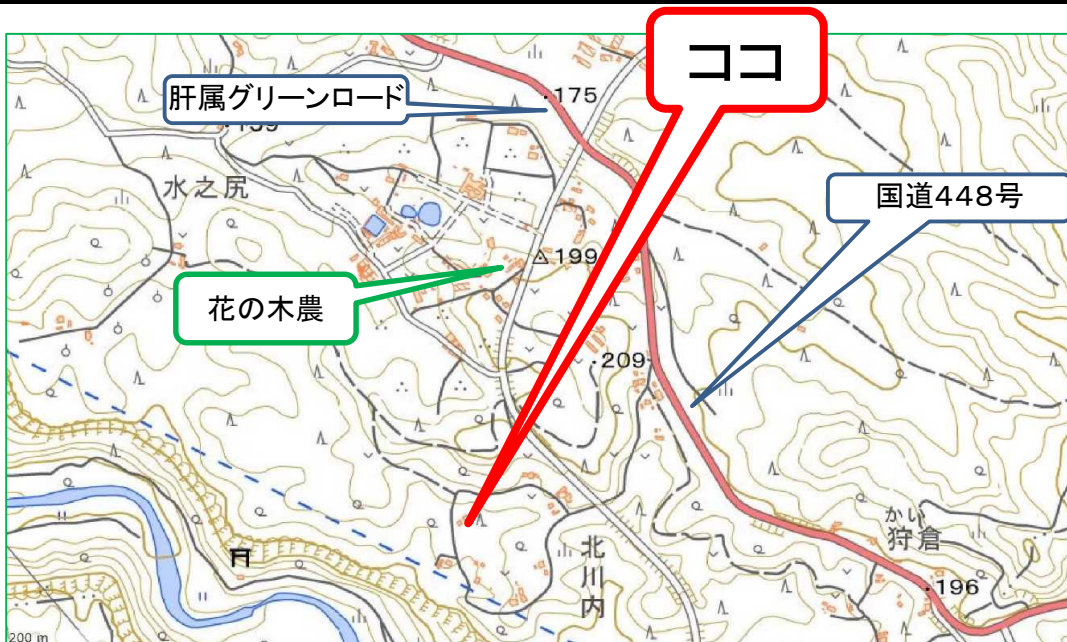 ココ
肝属グリーンロード
175
159
水之尻
国道448号
199
花の木農
209
かい
狩倉
北川内
196
200 m